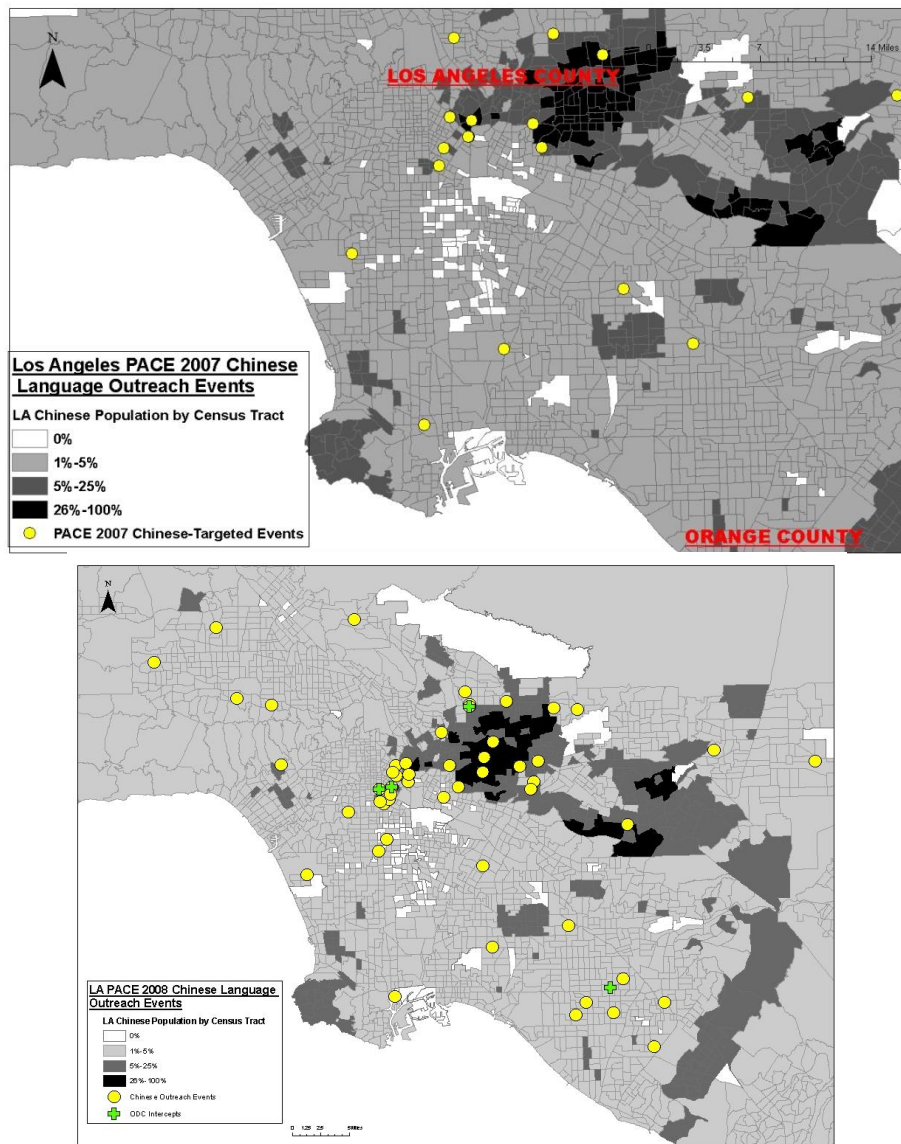 N
0 3.5 7 14 Miles
LOS ANGELES COUNTY
Los Angeles PACE 2007 Chinese
Language Outreach Events
LA Chinese Population by Census Tract
0%
1%-5%
5%-25%
26%-100%
PACE 2007 Chinese-Targeted Events
ORANGE COUNTY
N
LA PACE 2008 Chinese Language
Outreach Events
LA Chinese Population by Census Tract
0%
1%-5%
5%-25%
26%-100%
Chinese Outreach Events
ODC Intercepts